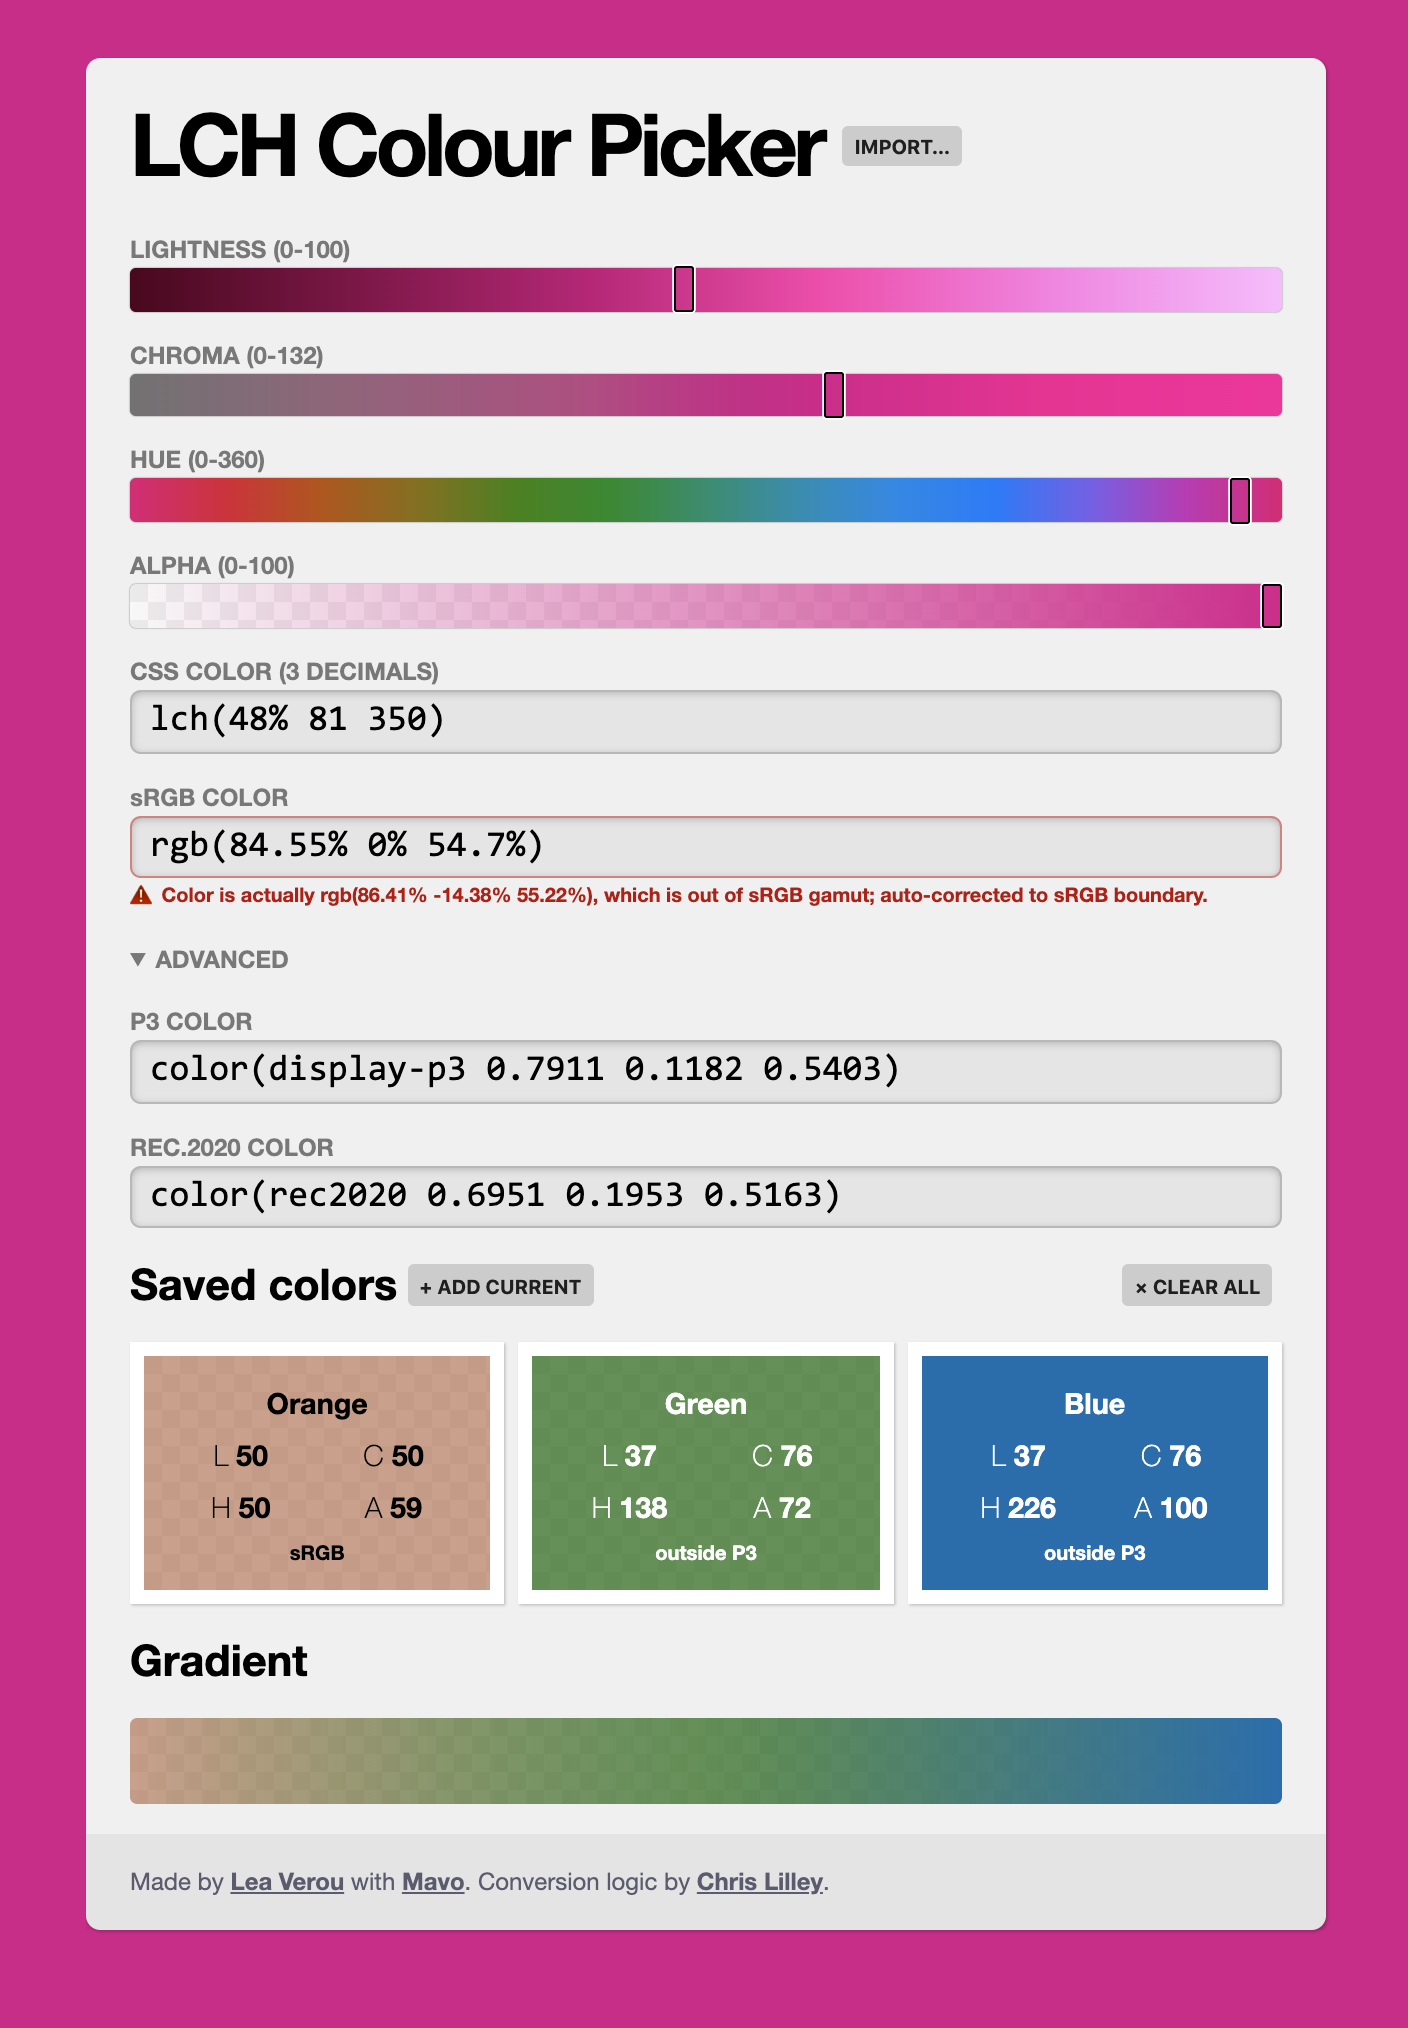 LCH Colour Picker IMPORT...
LIGHTNESS (0-100)
CHROMA (0-132)
HUE (0-360)
ALPHA (0-100)
CSS COLOR (3 DECIMALS)
lch(48% 81 350)
sRGB COLOR
rgb(84.55% 0% 54.7%)
Color is actually rgb(86.41% -14.38% 55.22%), which is out of sRGB gamut; auto-corrected to sRGB boundary.
▼ ADVANCED
P3 COLOR
color(display-p3 0.7911 0.1182 0.5403)
REC.2020 COLOR
color(rec2020 0.6951 0.1953 0.5163)
Saved colors + ADD CURRENT × CLEAR ALL
Orange
L 50 C 50
H 50 A 59
sRGB
Green
L 37 C 76
H 138 A 72
outside P3
Blue
L 37 C 76
H 226 A 100
outside P3
Gradient
Made by Lea Verou with Mavo. Conversion logic by Chris Lilley.